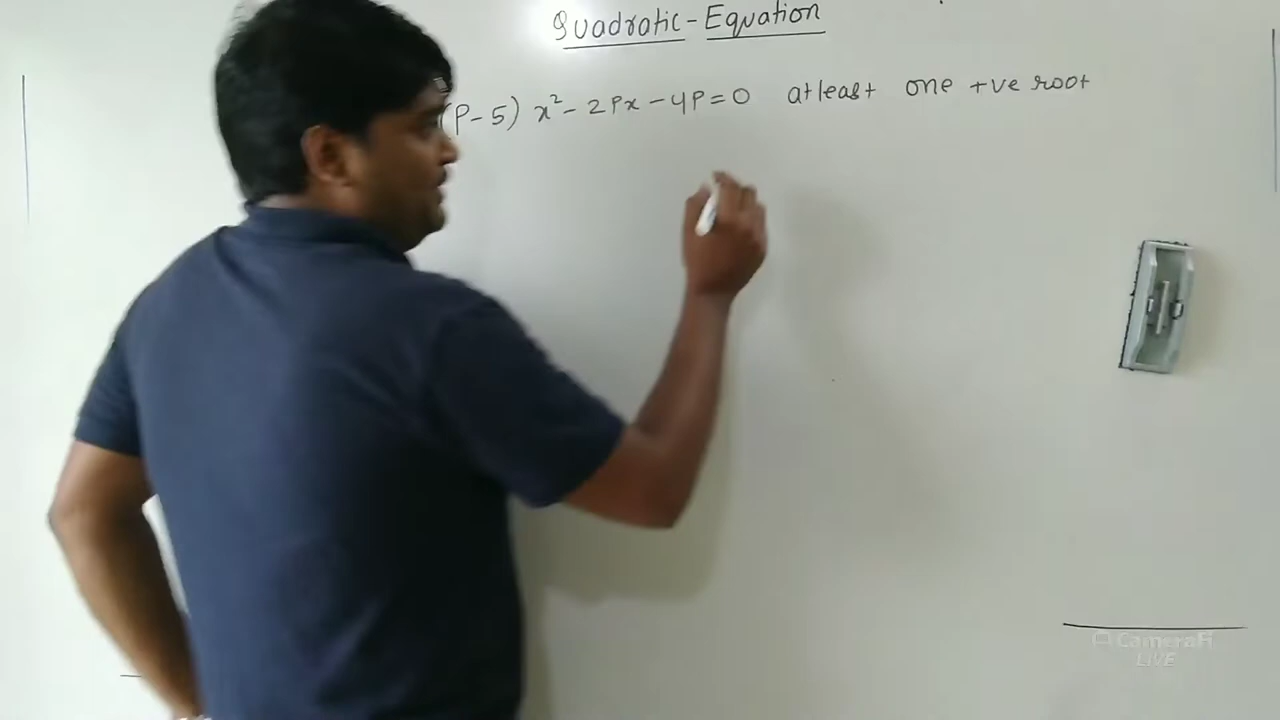 Quadratic-Equation
(P-5) x² - 2Px - 4P = 0 atleast one +ve root
CameraFi
LIVE